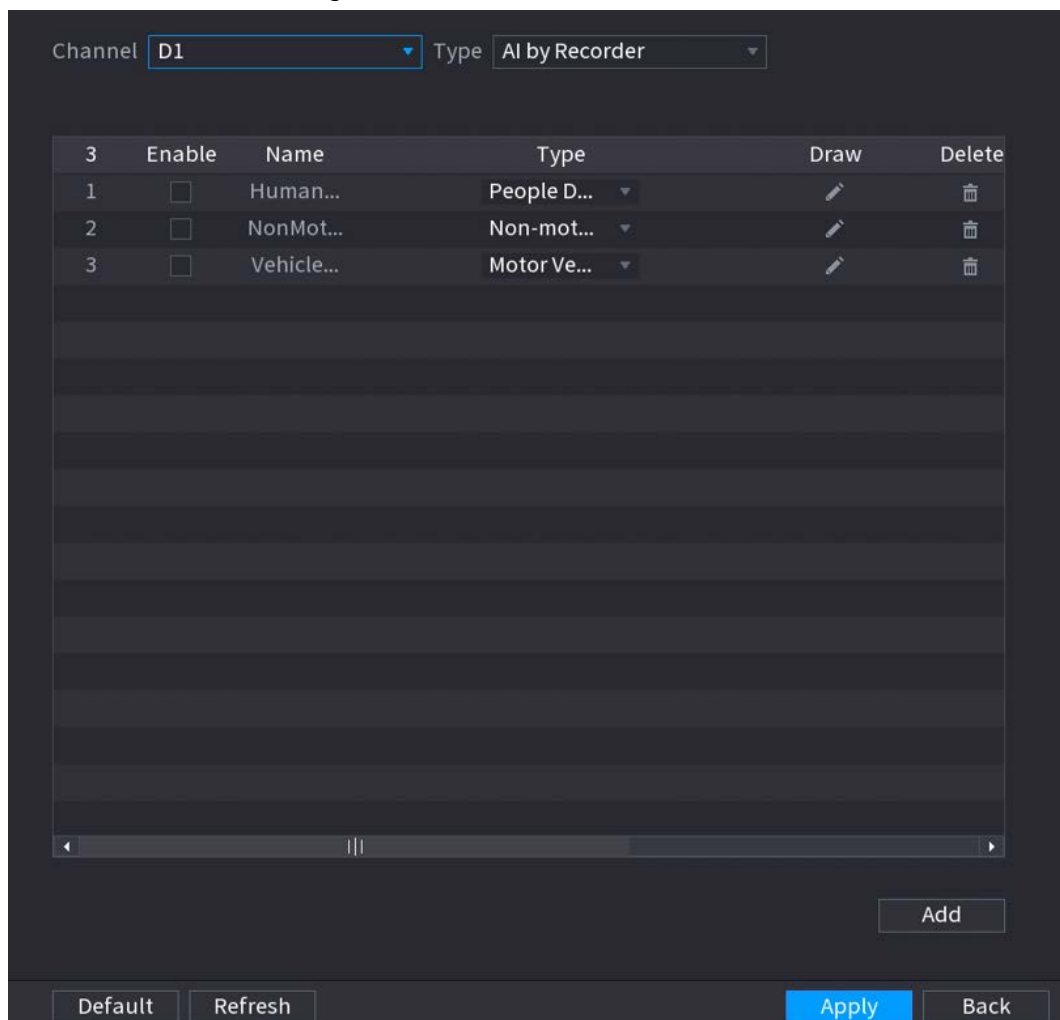 Channel D1 Type AI by Recorder
3 Enable Name Type Draw Delete
1 Human... People D...
2 NonMot... Non-mot...
3 Vehicle... Motor Ve...
Add
Default Refresh Apply Back